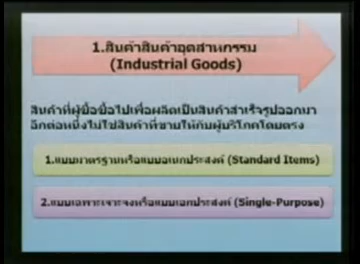 1.สินค้าสินค้าอุตสาหกรรม
(Industrial Goods)
สินค้าที่ผู้ซื้อซื้อไปเพื่อผลิตเป็นสินค้าสำเร็จรูปออกมา
อีกต่อหนึ่งไม่ใช่สินค้าที่ขายให้กับผู้บริโภคโดยตรง
1.แบบมาตรฐานหรือแบบอเนกประสงค์ (Standard Items)
2.แบบเฉพาะเจาะจงหรือแบบเอกประสงค์ (Single-Purpose)